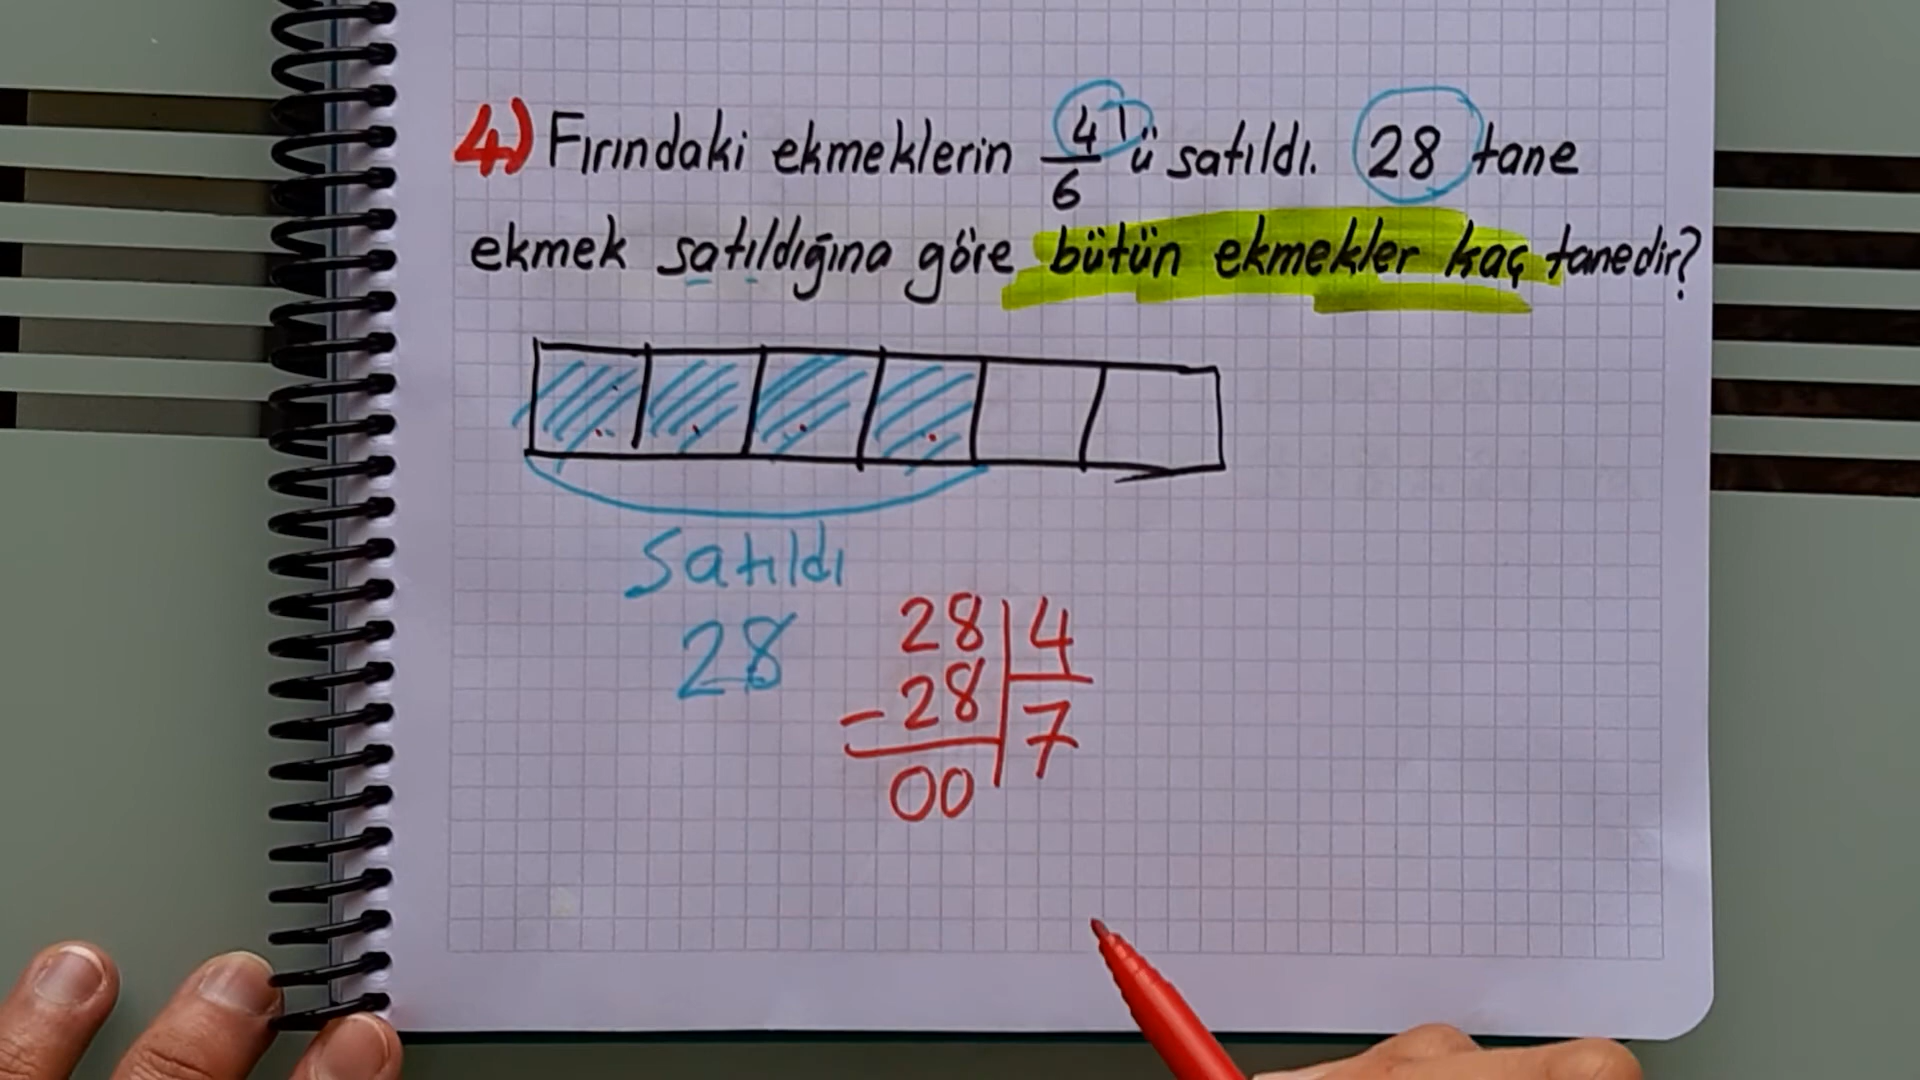 4) Fırındaki ekmeklerin 4/6'ü satıldı. 28 tane
ekmek satıldığına göre bütün ekmekler kaç tanedir?
Satıldı
28
28 | 4
- 28 | 7
00